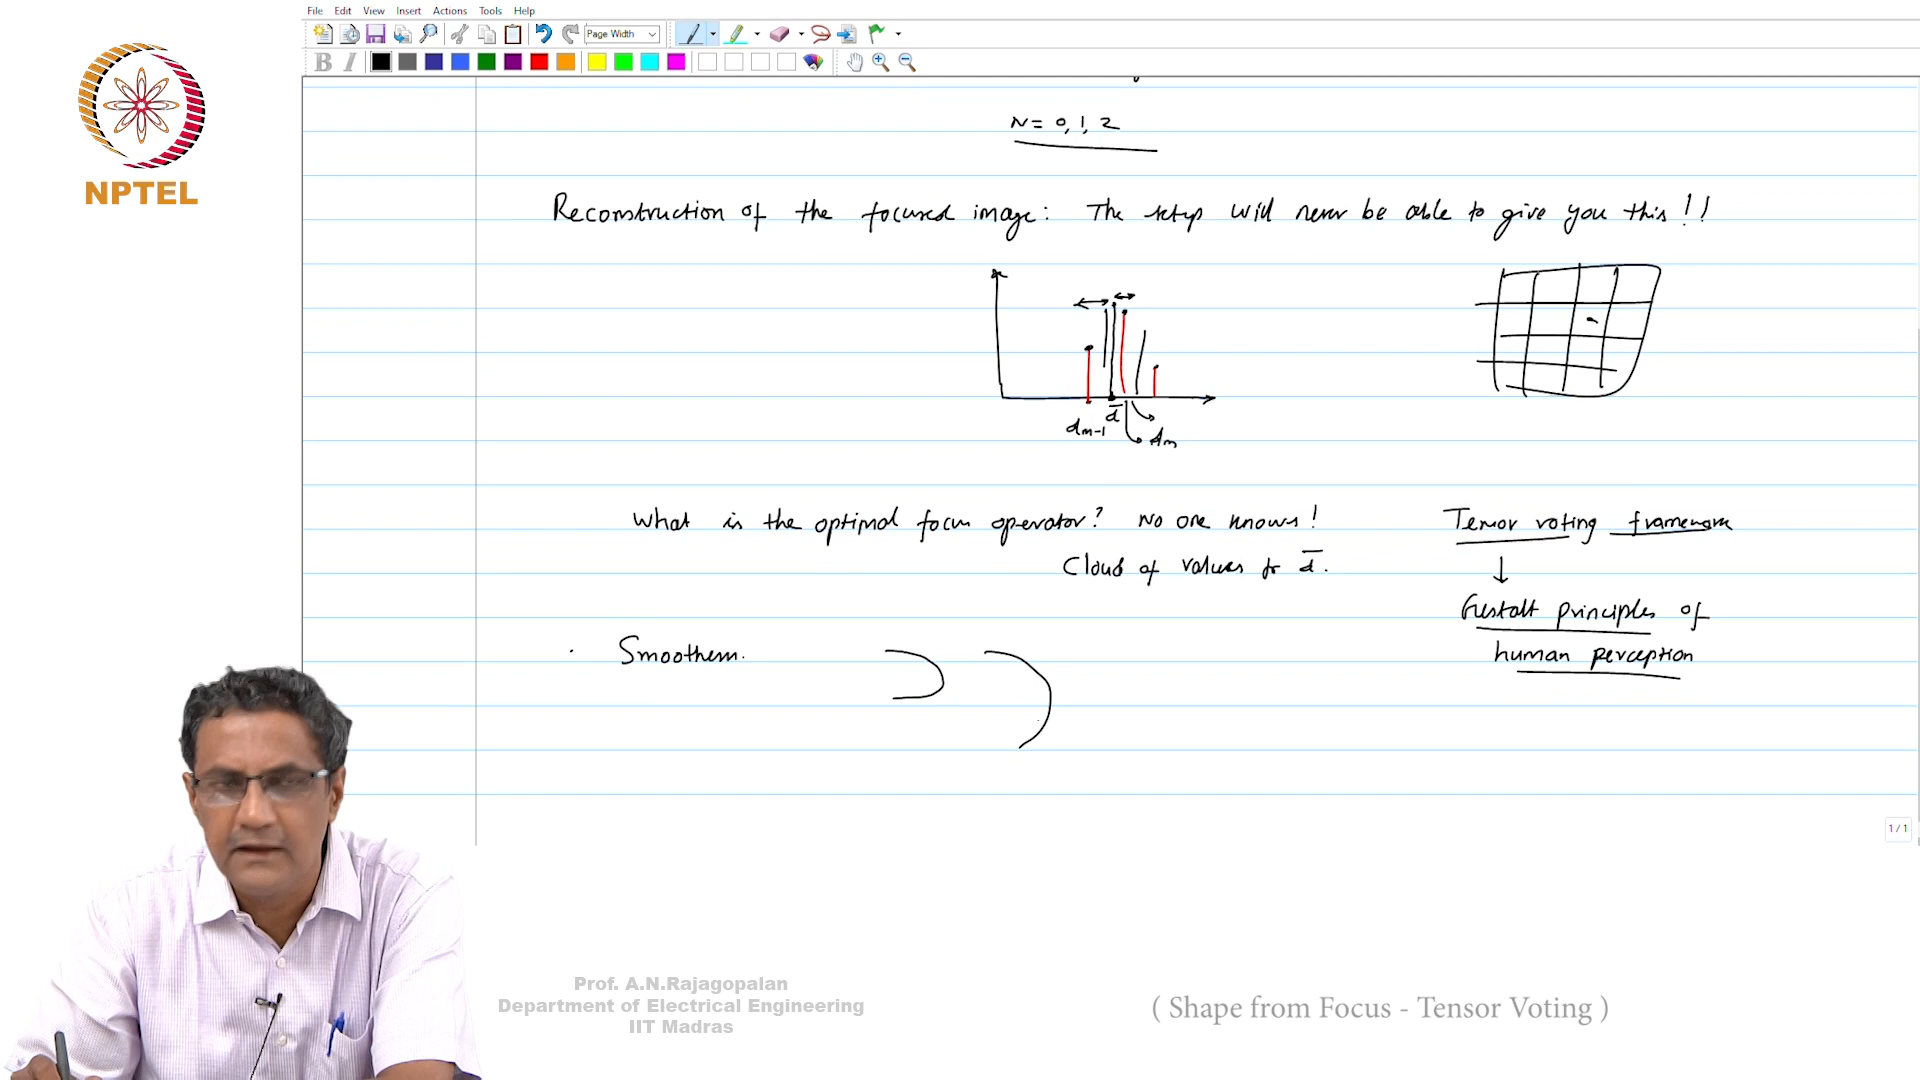 File Edit View Insert Actions Tools Help
Page Width
B I
NPTEL
N = 0, 1, 2
Reconstruction of the focused image: The setup will never be able to give you this!!
d̄
dm-1
dm
What is the optimal focus operator? No one knows!
Cloud of values for d̄.
Tensor voting framework
↓
Gestalt principles of
human perception
Smoothem.
1 / 1
Prof. A.N.Rajagopalan
Department of Electrical Engineering
IIT Madras
( Shape from Focus - Tensor Voting )